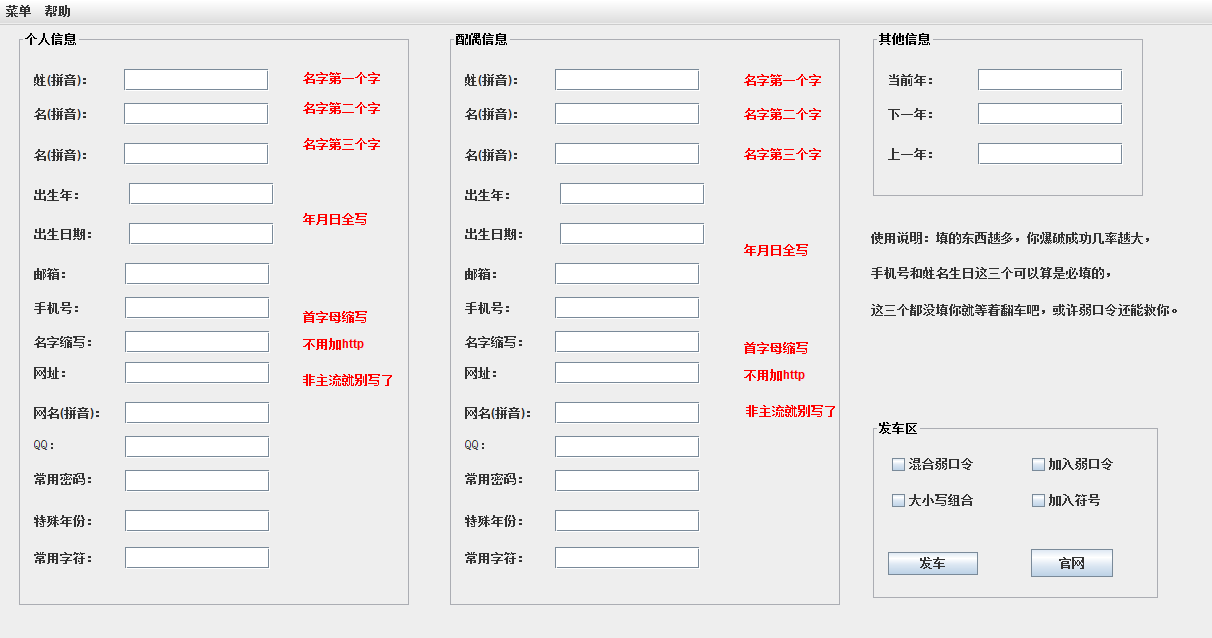 菜单 帮助
个人信息
姓(拼音)： 名字第一个字
名(拼音)： 名字第二个字
名(拼音)： 名字第三个字
出生年：
年月日全写
出生日期：
邮箱：
手机号：
首字母缩写
名字缩写：
不用加http
网址：
非主流就别写了
网名(拼音)：
QQ：
常用密码：
特殊年份：
常用字符：
配偶信息
姓(拼音)： 名字第一个字
名(拼音)： 名字第二个字
名(拼音)： 名字第三个字
出生年：
出生日期：
年月日全写
邮箱：
手机号：
名字缩写：
首字母缩写
网址：
不用加http
网名(拼音)：
非主流就别写了
QQ：
常用密码：
特殊年份：
常用字符：
其他信息
当前年：
下一年：
上一年：
使用说明：填的东西越多，你爆破成功几率越大，
手机号和姓名生日这三个可以算是必填的，
这三个都没填你就等着翻车吧，或许弱口令还能救你。
发车区
混合弱口令 加入弱口令
大小写组合 加入符号
发车 官网